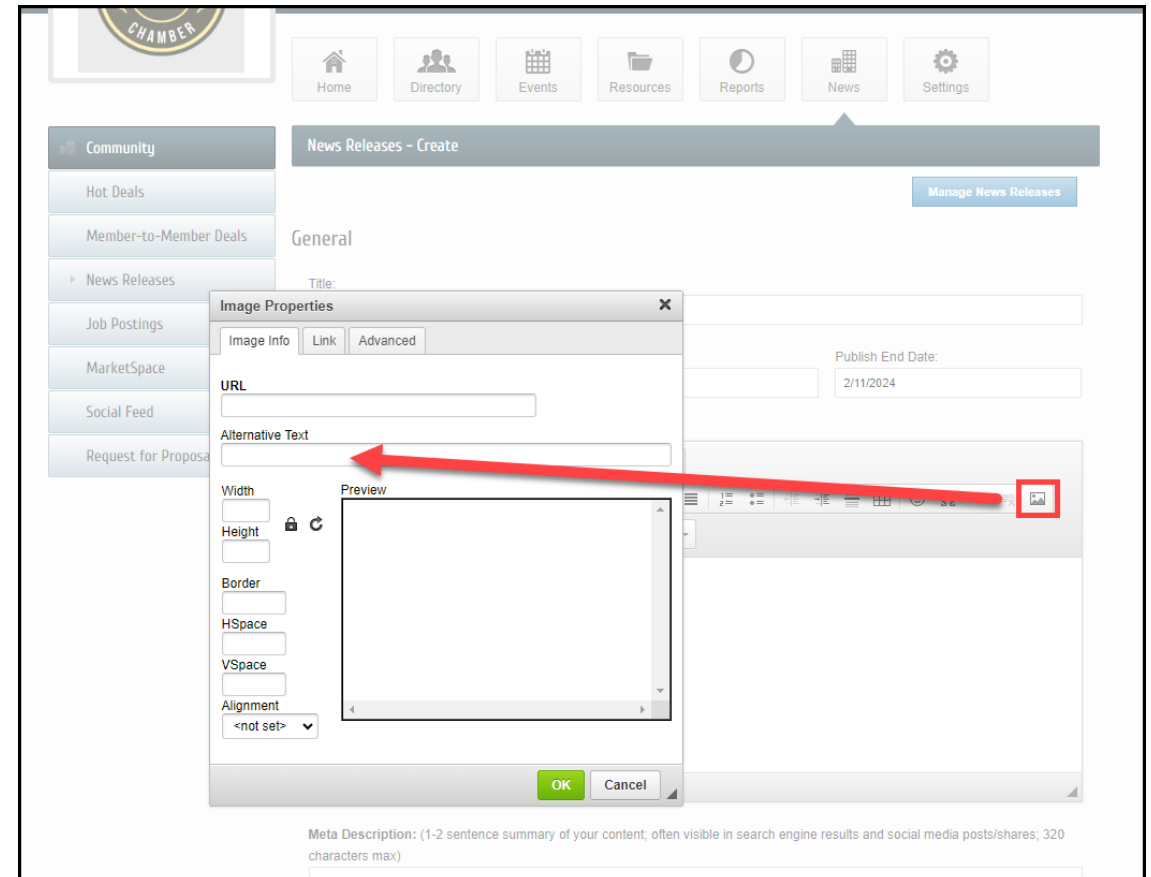 CHAMBER
Home Directory Events Resources Reports News Settings
Community
Hot Deals
Member-to-Member Deals
News Releases
Job Postings
MarketSpace
Social Feed
Request for Proposa
News Releases - Create
Manage News Releases
General
Title:
Publish End Date:
2/11/2024
Image Properties
Image Info Link Advanced
URL
Alternative Text
Width
Height
Border
HSpace
VSpace
Alignment
<not set>
Preview
OK Cancel
Meta Description: (1-2 sentence summary of your content; often visible in search engine results and social media posts/shares; 320
characters max)